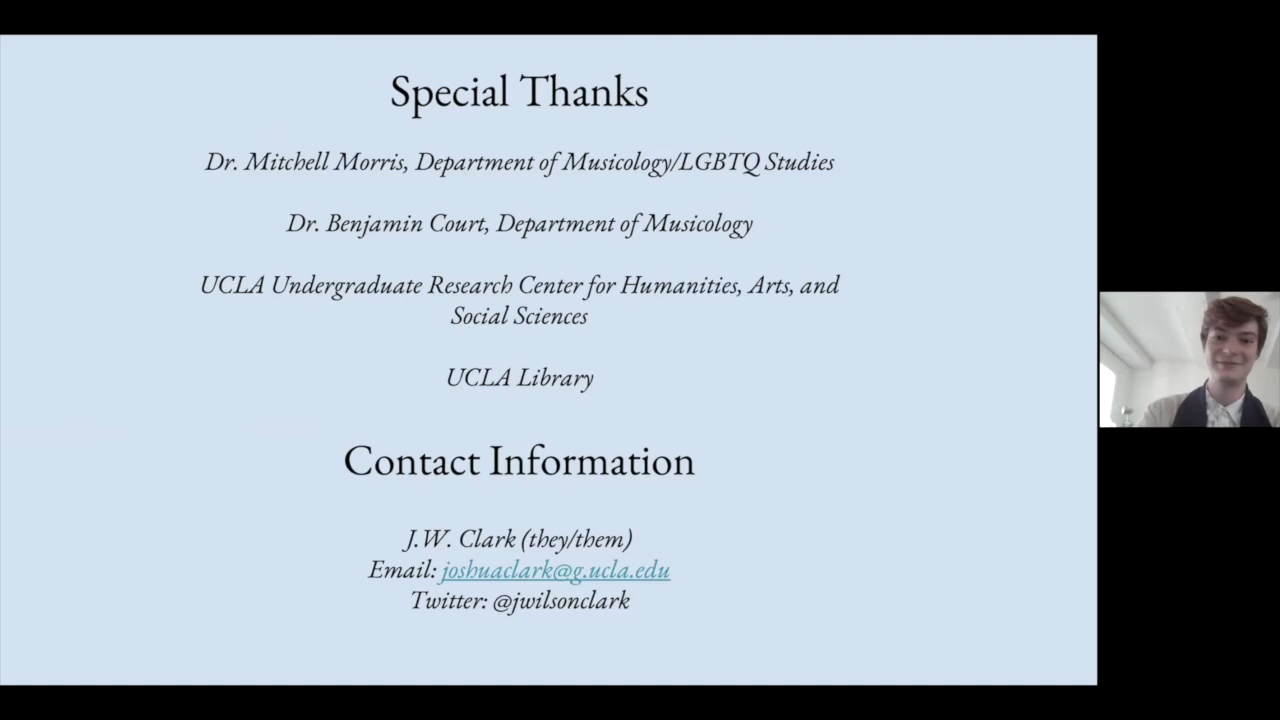 Special Thanks
Dr. Mitchell Morris, Department of Musicology/LGBTQ Studies
Dr. Benjamin Court, Department of Musicology
UCLA Undergraduate Research Center for Humanities, Arts, and
Social Sciences
UCLA Library
Contact Information
J.W. Clark (they/them)
Email: joshuaclark@g.ucla.edu
Twitter: @jwilsonclark